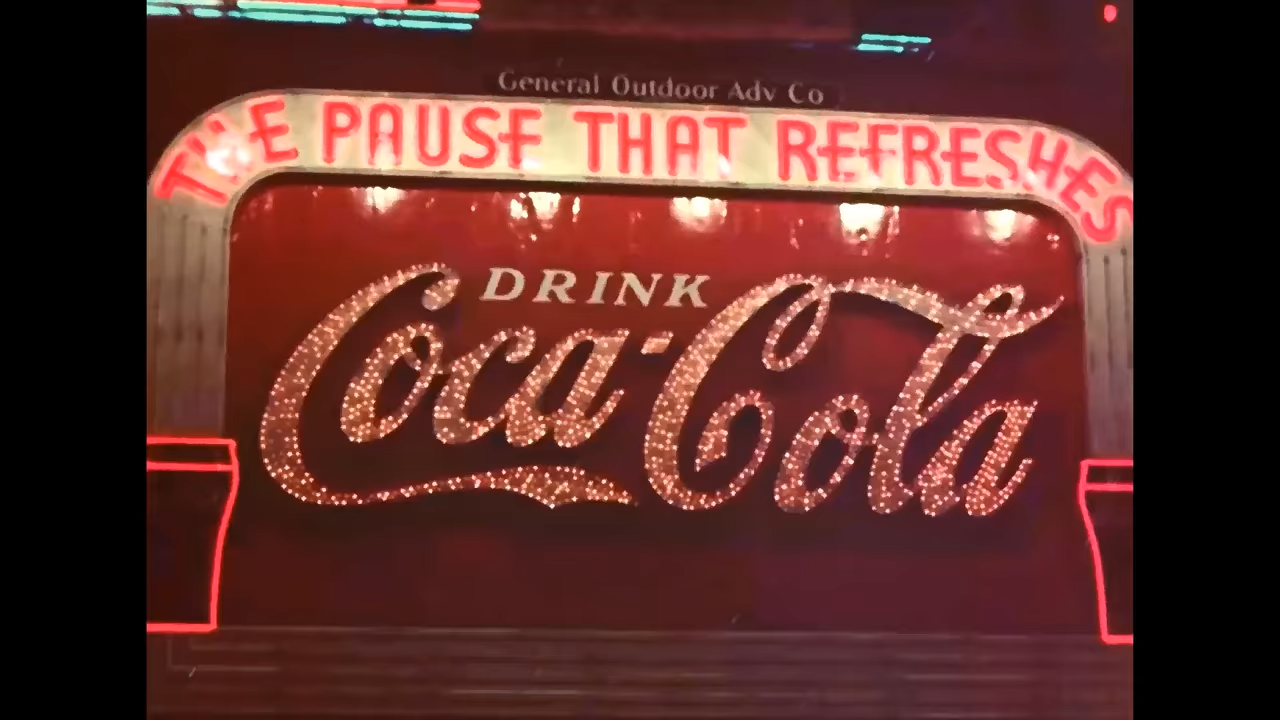 General Outdoor Adv Co
THE PAUSE THAT REFRESHES
DRINK
Coca-Cola